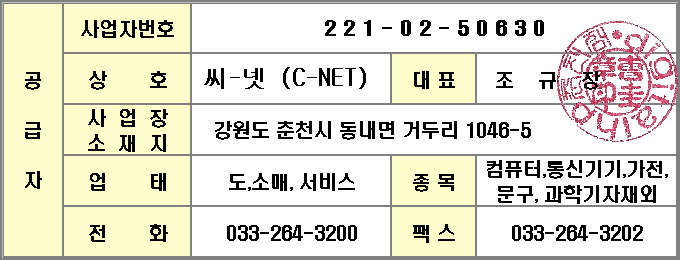 공급자
사업자번호 221-02-50630
상 호 씨-넷 (C-NET) 대표 조 규 장
사 업 장
소 재 지
강원도 춘천시 동내면 거두리 1046-5
업 태 도,소매, 서비스 종목 컴퓨터,통신기기,가전,
문구, 과학기자재외
전 화 033-264-3200 팩스 033-264-3202